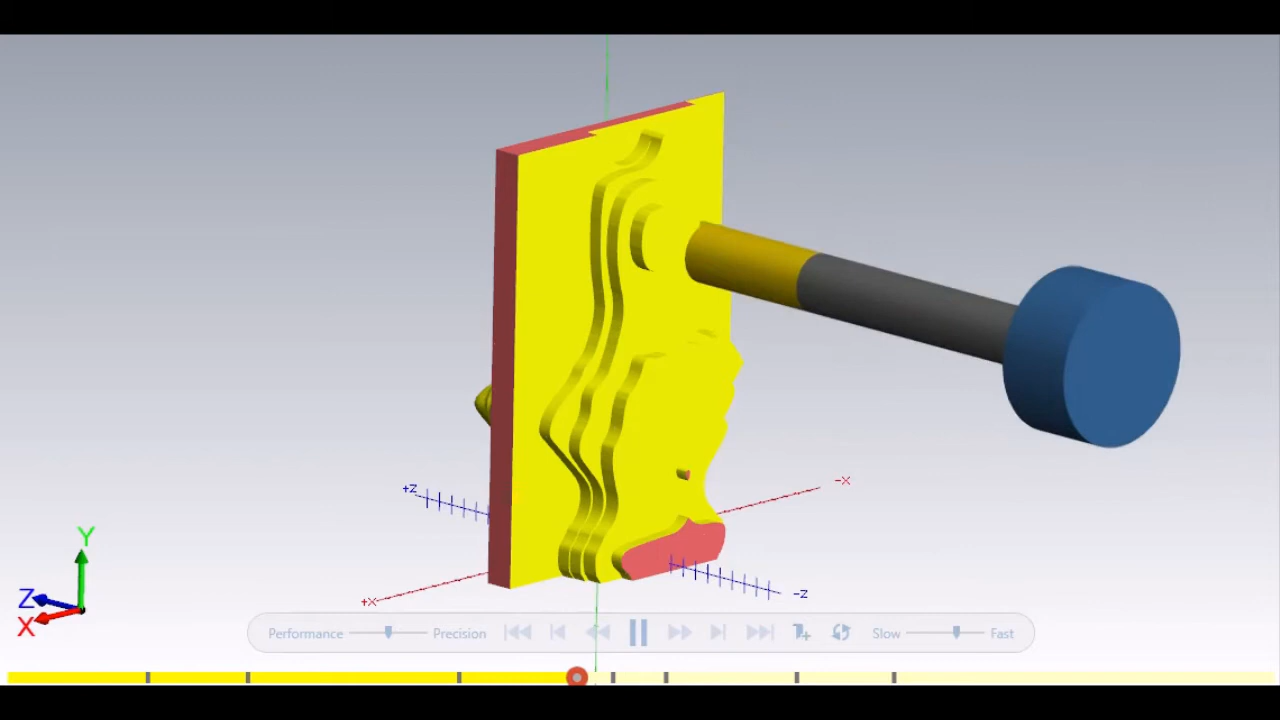 +Z
-X
+X
-Z
Y
Z
X
Performance Precision Slow Fast